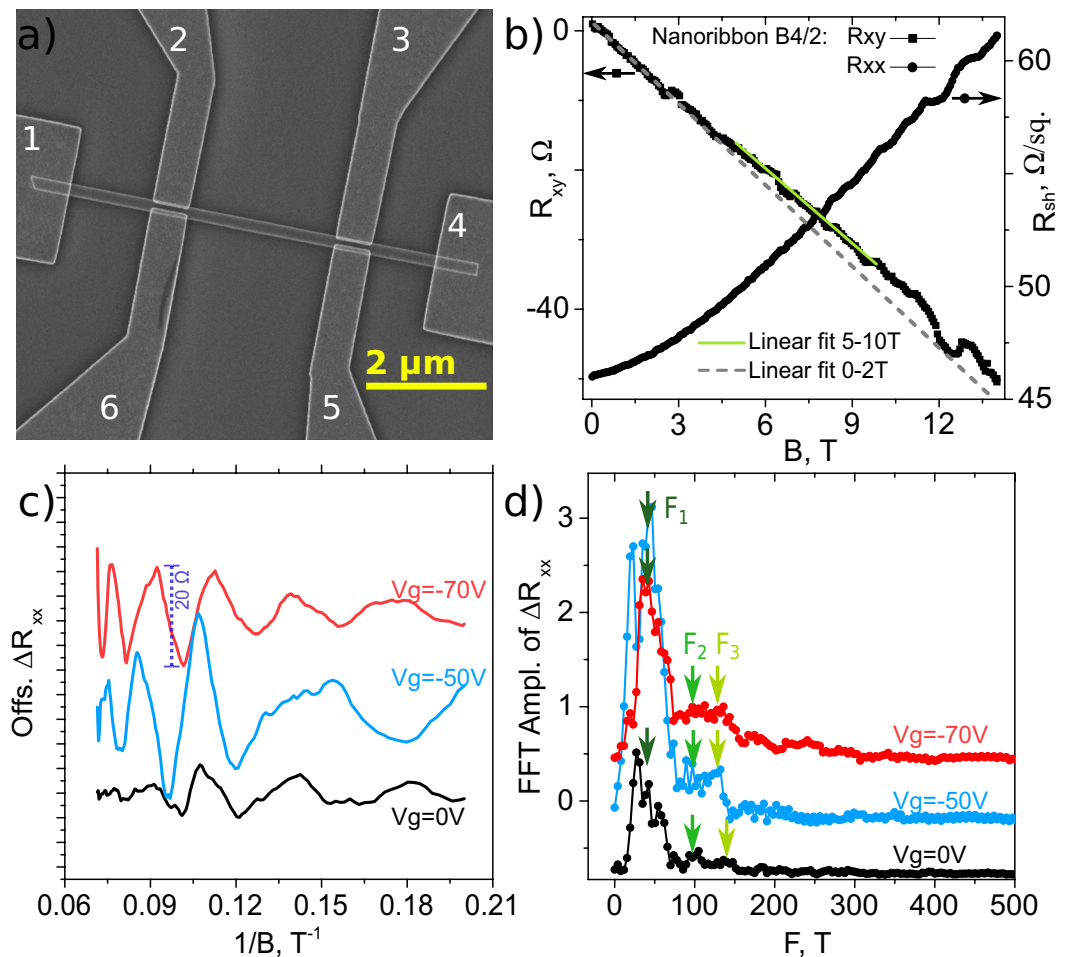 a)
1
2
3
4
5
6
2 μm
b)
Nanoribbon B4/2:
Rxy
Rxx
0
-40
R_xy, Ω
60
50
45
R_sh, Ω/sq.
Linear fit 5-10T
Linear fit 0-2T
0 3 6 9 12
B, T
c)
Offs. ΔR_xx
20 Ω
Vg=-70V
Vg=-50V
Vg=0V
0.06 0.09 0.12 0.15 0.18 0.21
1/B, T⁻¹
d)
FFT Ampl. of ΔR_xx
3
2
1
0
F₁
F₂ F₃
Vg=-70V
Vg=-50V
Vg=0V
0 100 200 300 400 500
F, T